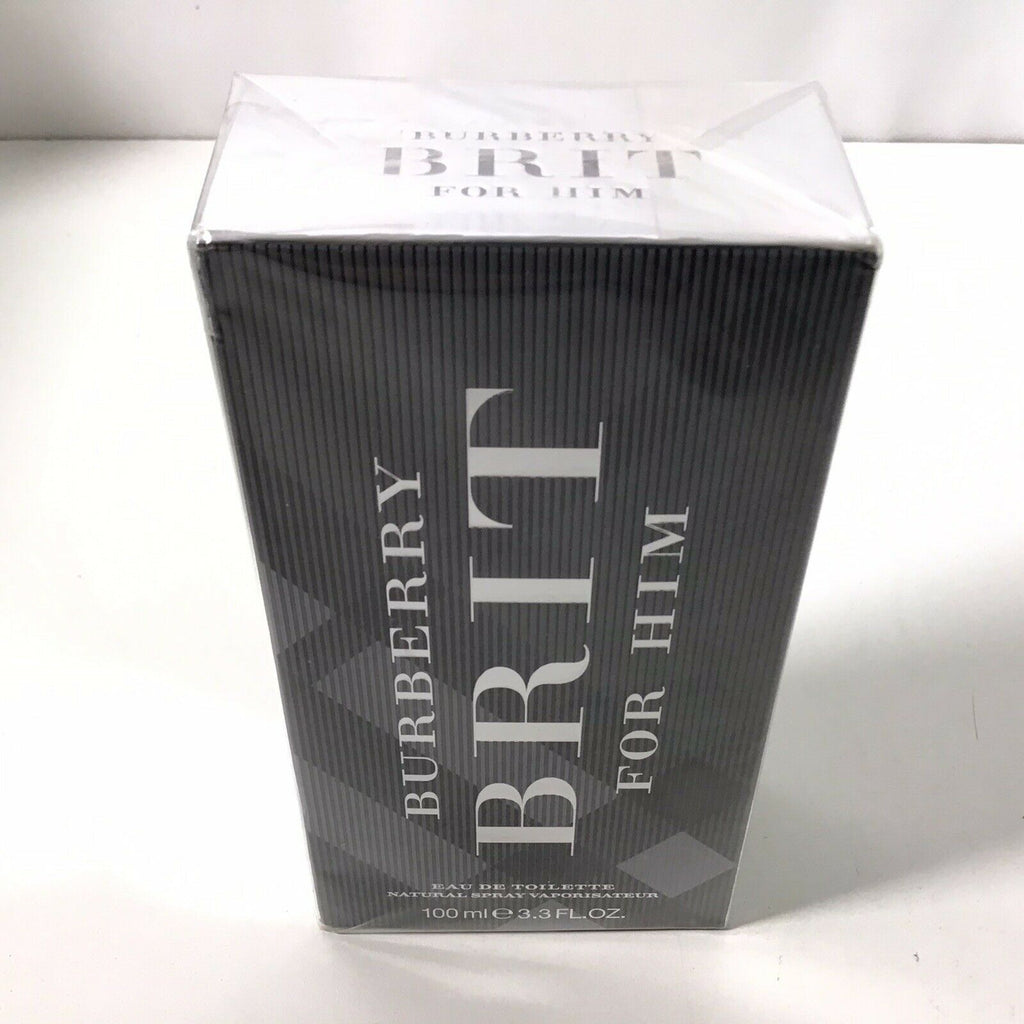 BURBERRY
BRIT
FOR HIM
BURBERRY
BRIT
FOR HIM
EAU DE TOILETTE
NATURAL SPRAY VAPORISATEUR
100 ml ℮ 3.3 FL.OZ.